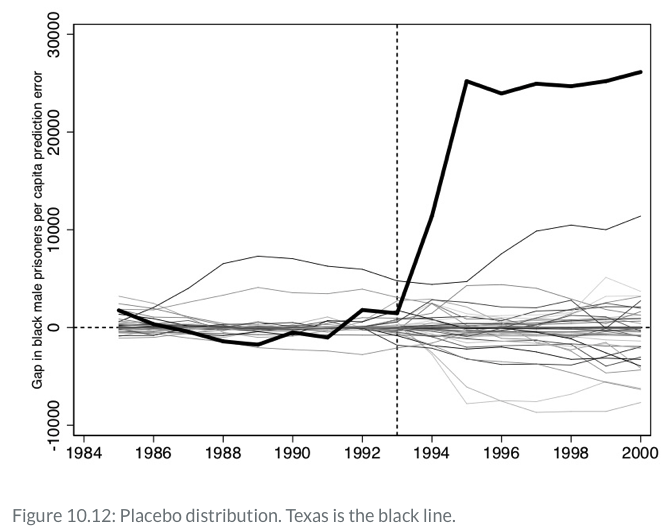 Gap in black male prisoners per capita prediction error
30000
20000
10000
0
-10000
1984 1986 1988 1990 1992 1994 1996 1998 2000
Figure 10.12: Placebo distribution. Texas is the black line.